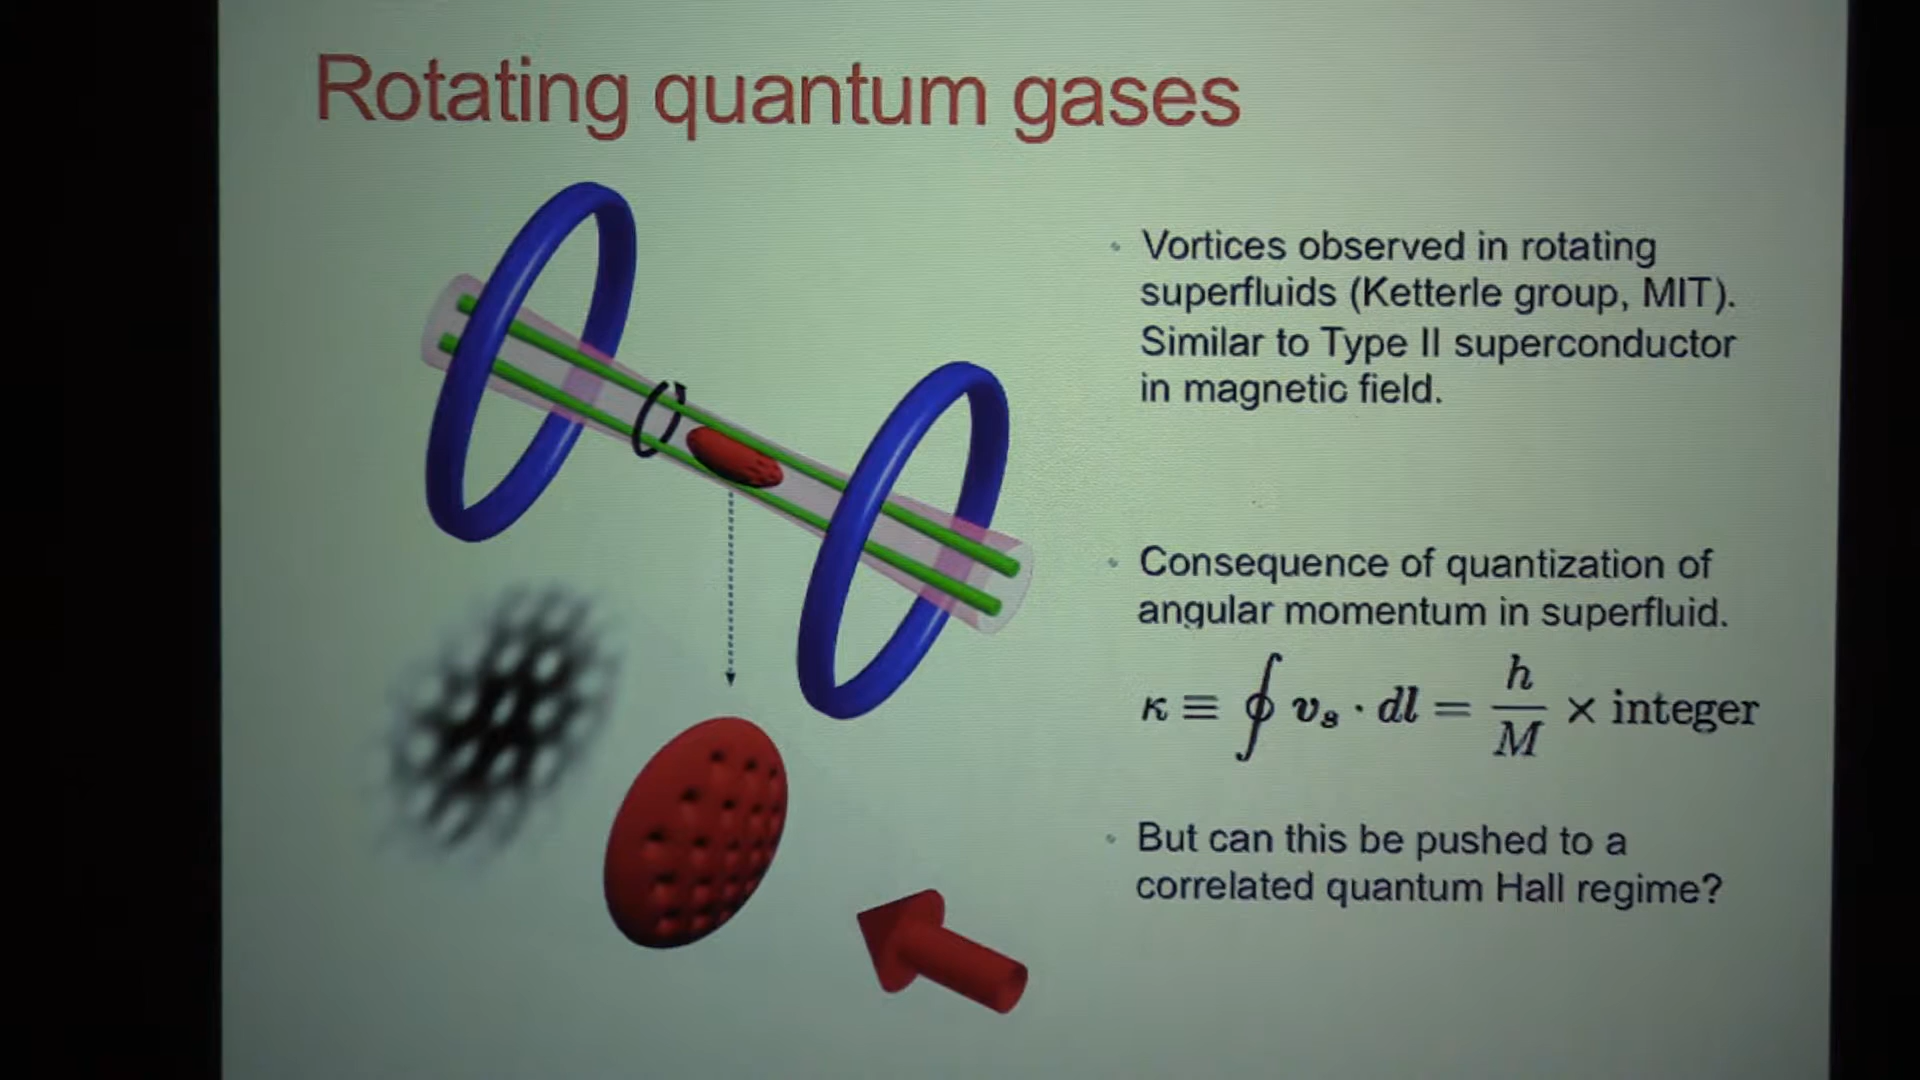 Rotating quantum gases
• Vortices observed in rotating
superfluids (Ketterle group, MIT).
Similar to Type II superconductor
in magnetic field.
• Consequence of quantization of
angular momentum in superfluid.
κ ≡ ∮ vₛ · dl = h/M × integer
• But can this be pushed to a
correlated quantum Hall regime?